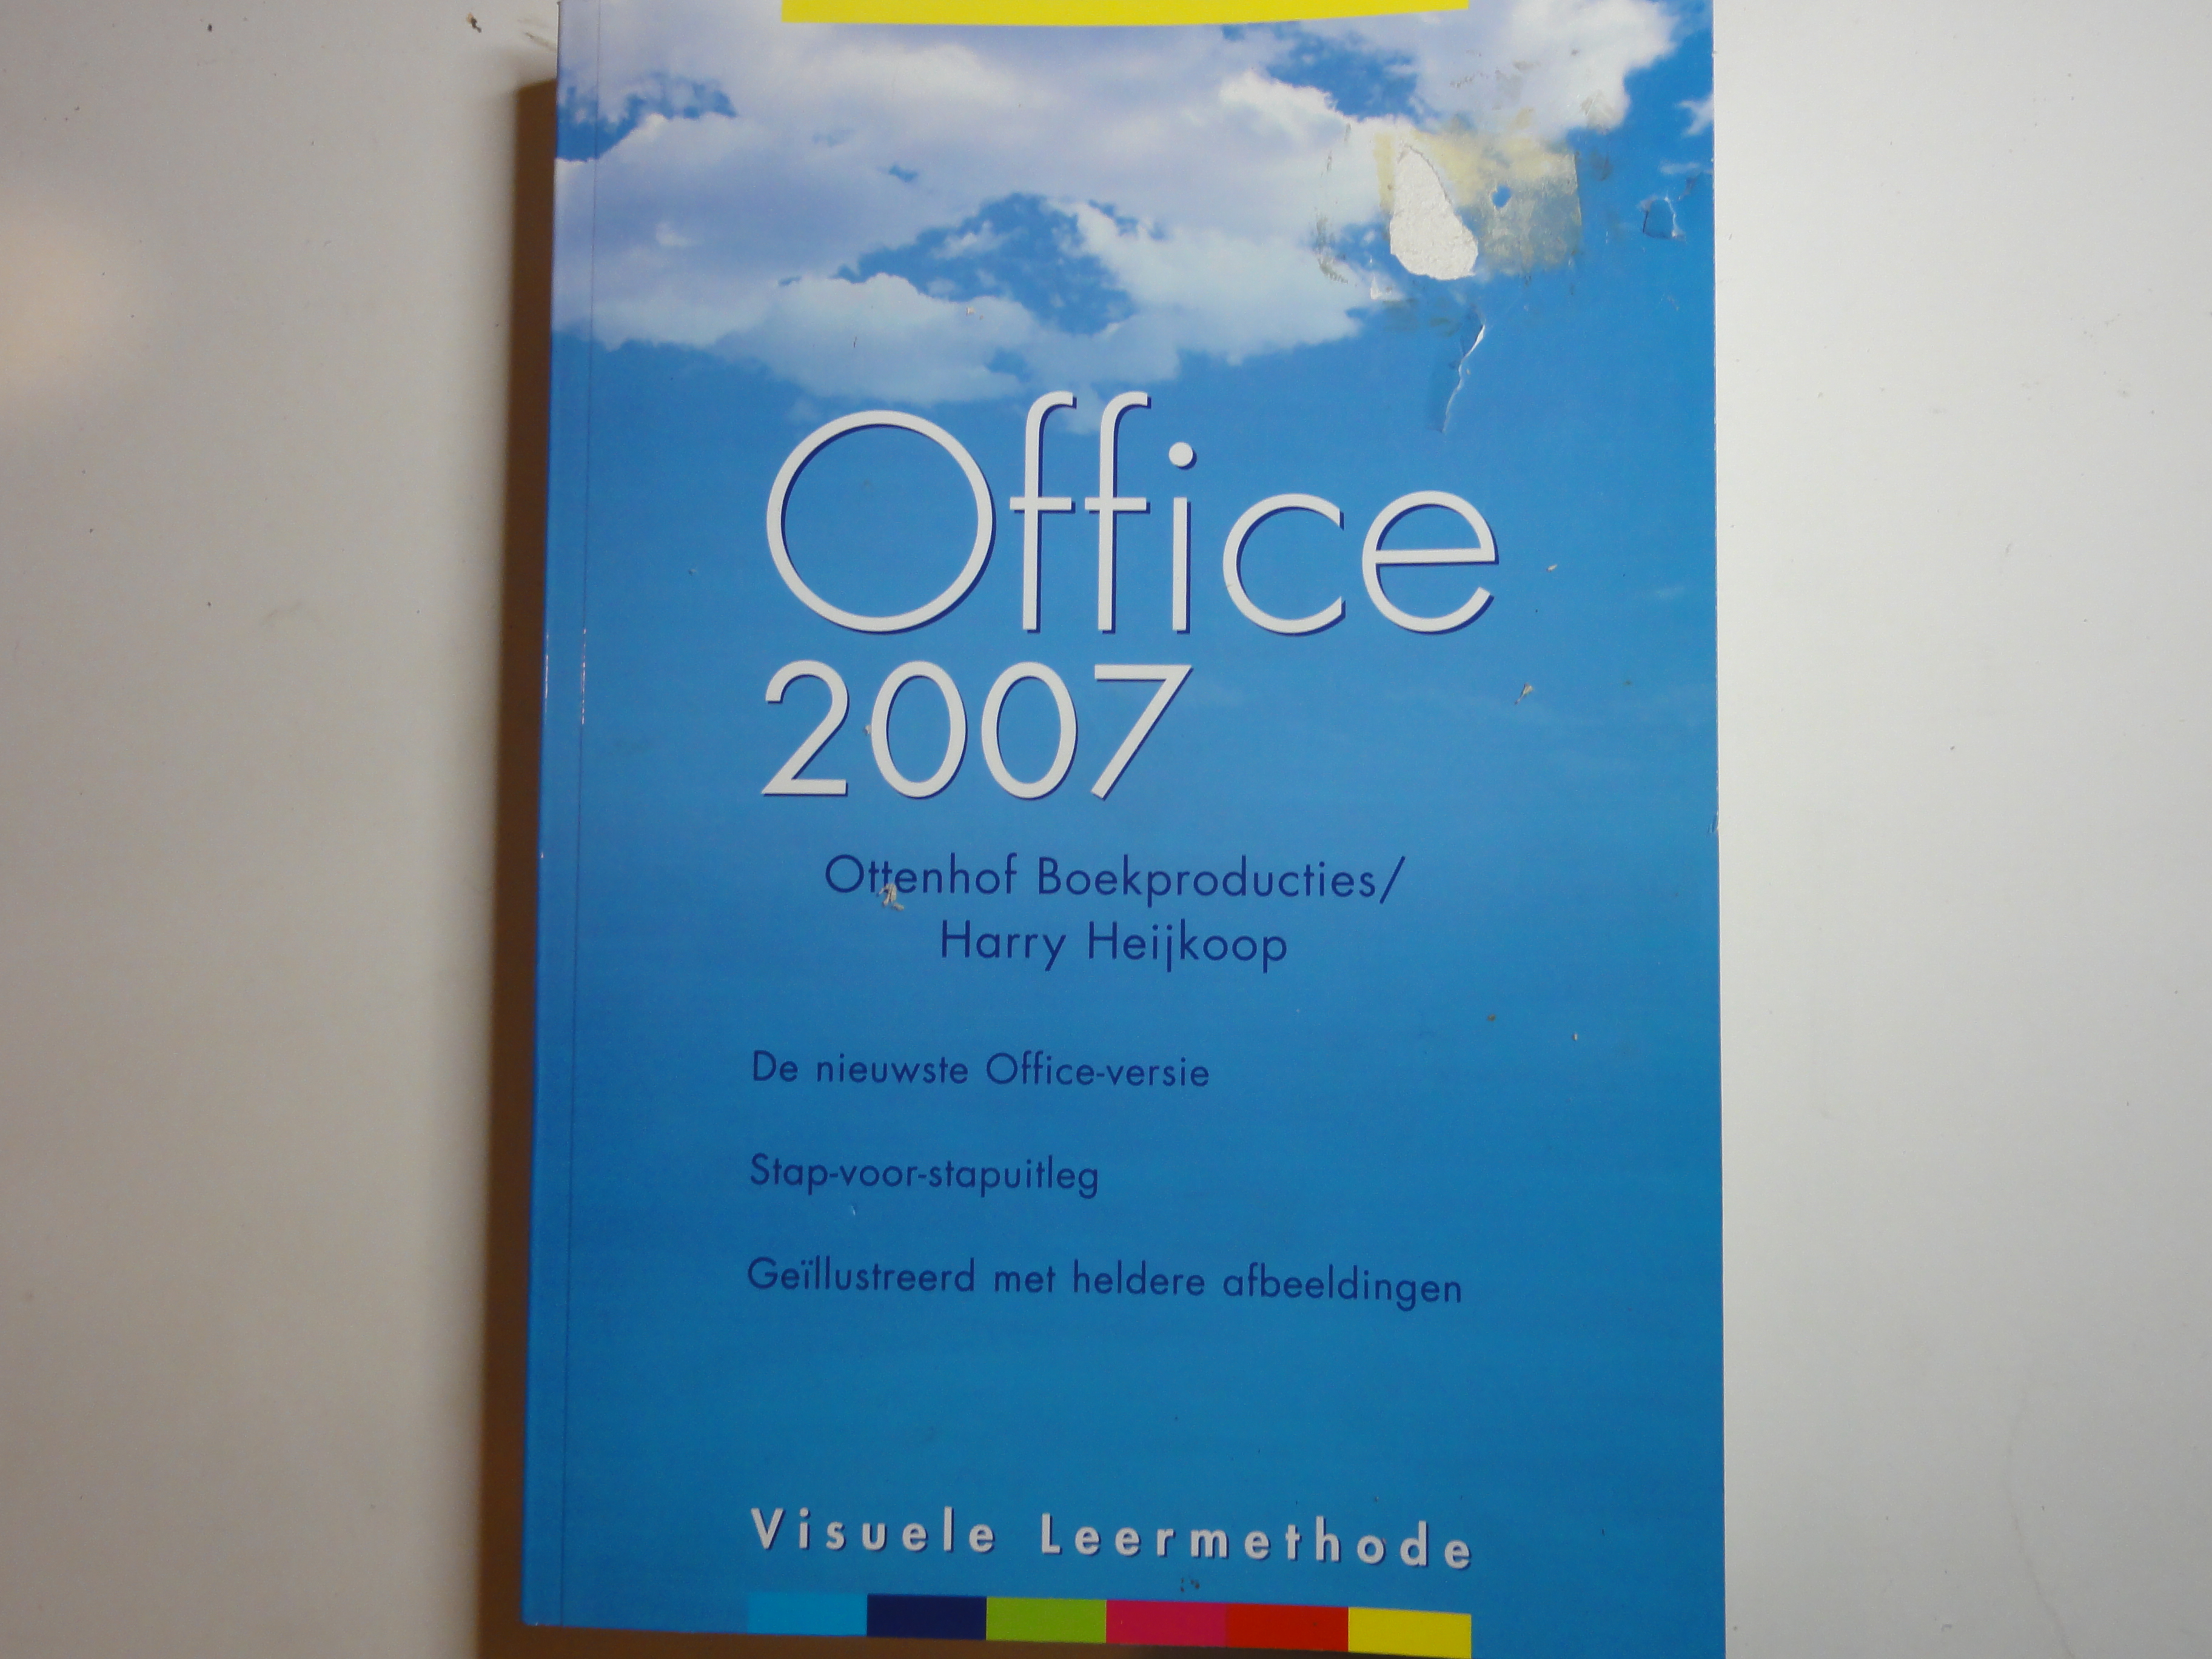 Office
2007
Ottenhof Boekproducties/
Harry Heijkoop
De nieuwste Office-versie
Stap-voor-stapuitleg
Geïllustreerd met heldere afbeeldingen
Visuele Leermethode